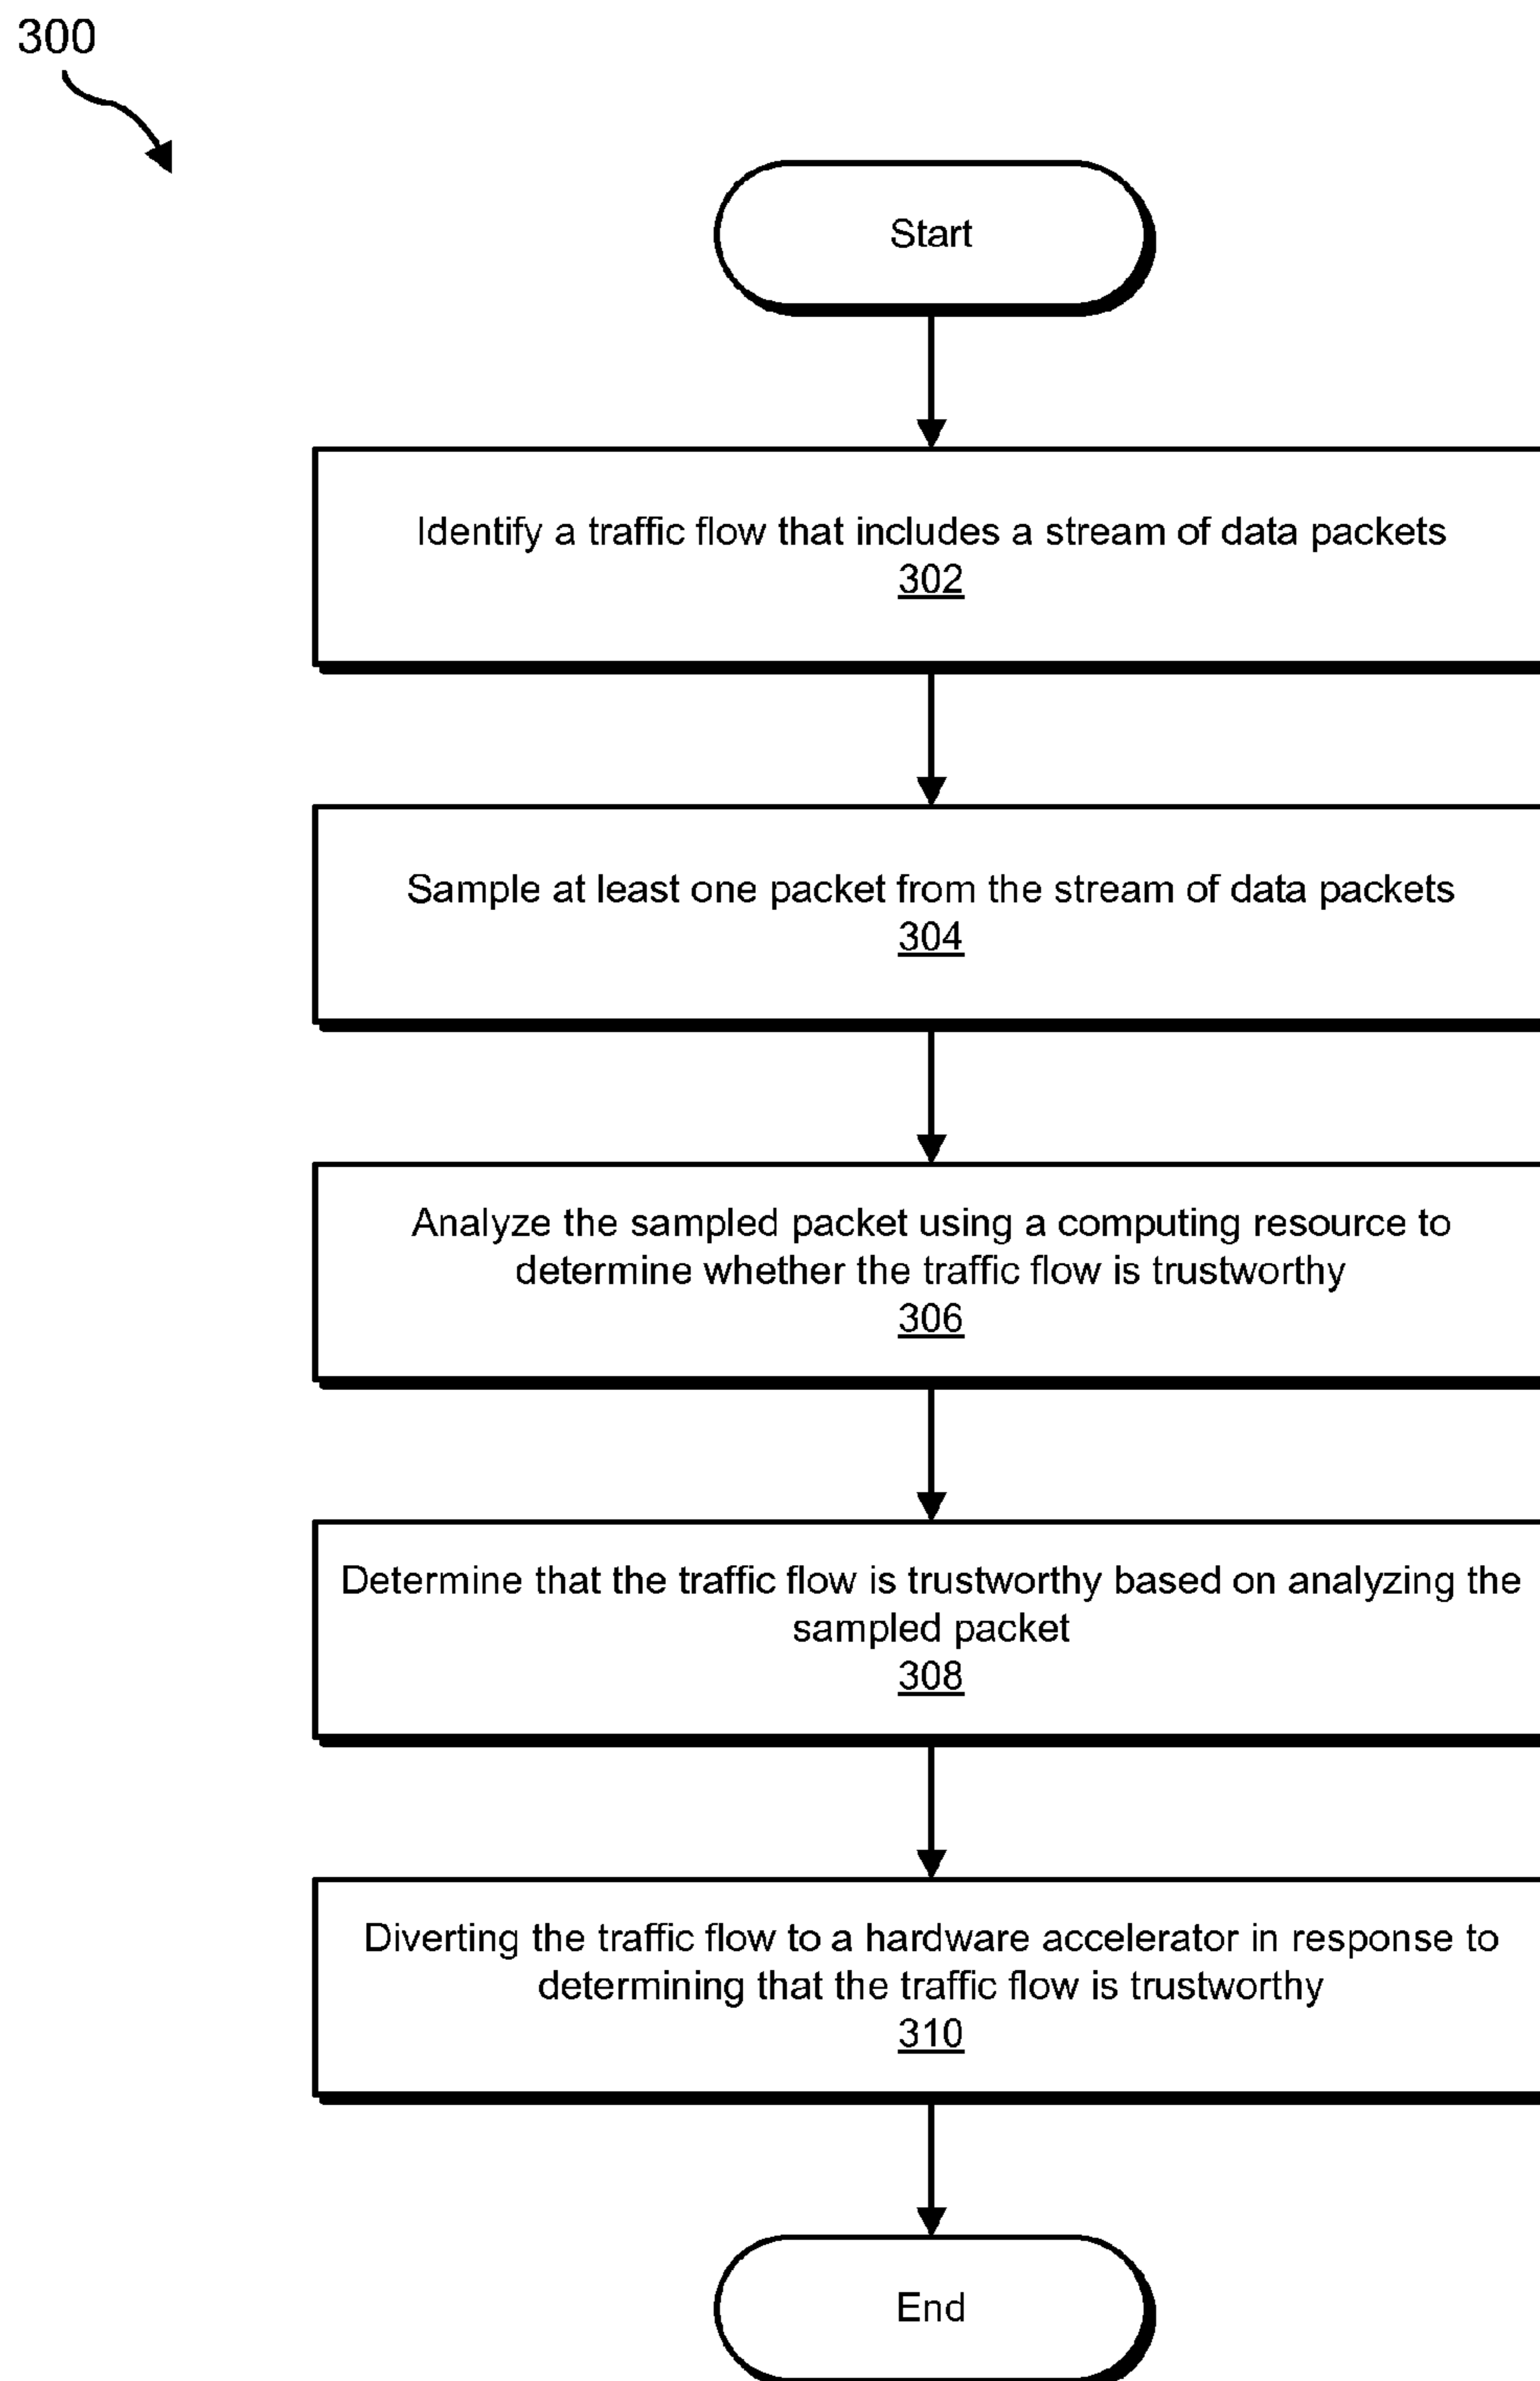 300
Start
Identify a traffic flow that includes a stream of data packets
302
Sample at least one packet from the stream of data packets
304
Analyze the sampled packet using a computing resource to
determine whether the traffic flow is trustworthy
306
Determine that the traffic flow is trustworthy based on analyzing the
sampled packet
308
Diverting the traffic flow to a hardware accelerator in response to
determining that the traffic flow is trustworthy
310
End